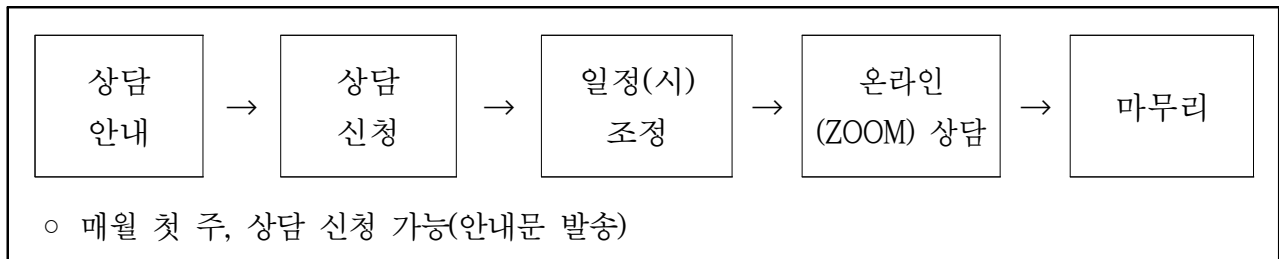 상담
안내
→
상담
신청
→
일정(시)
조정
→
온라인
(ZOOM) 상담
→
마무리
○ 매월 첫 주, 상담 신청 가능(안내문 발송)